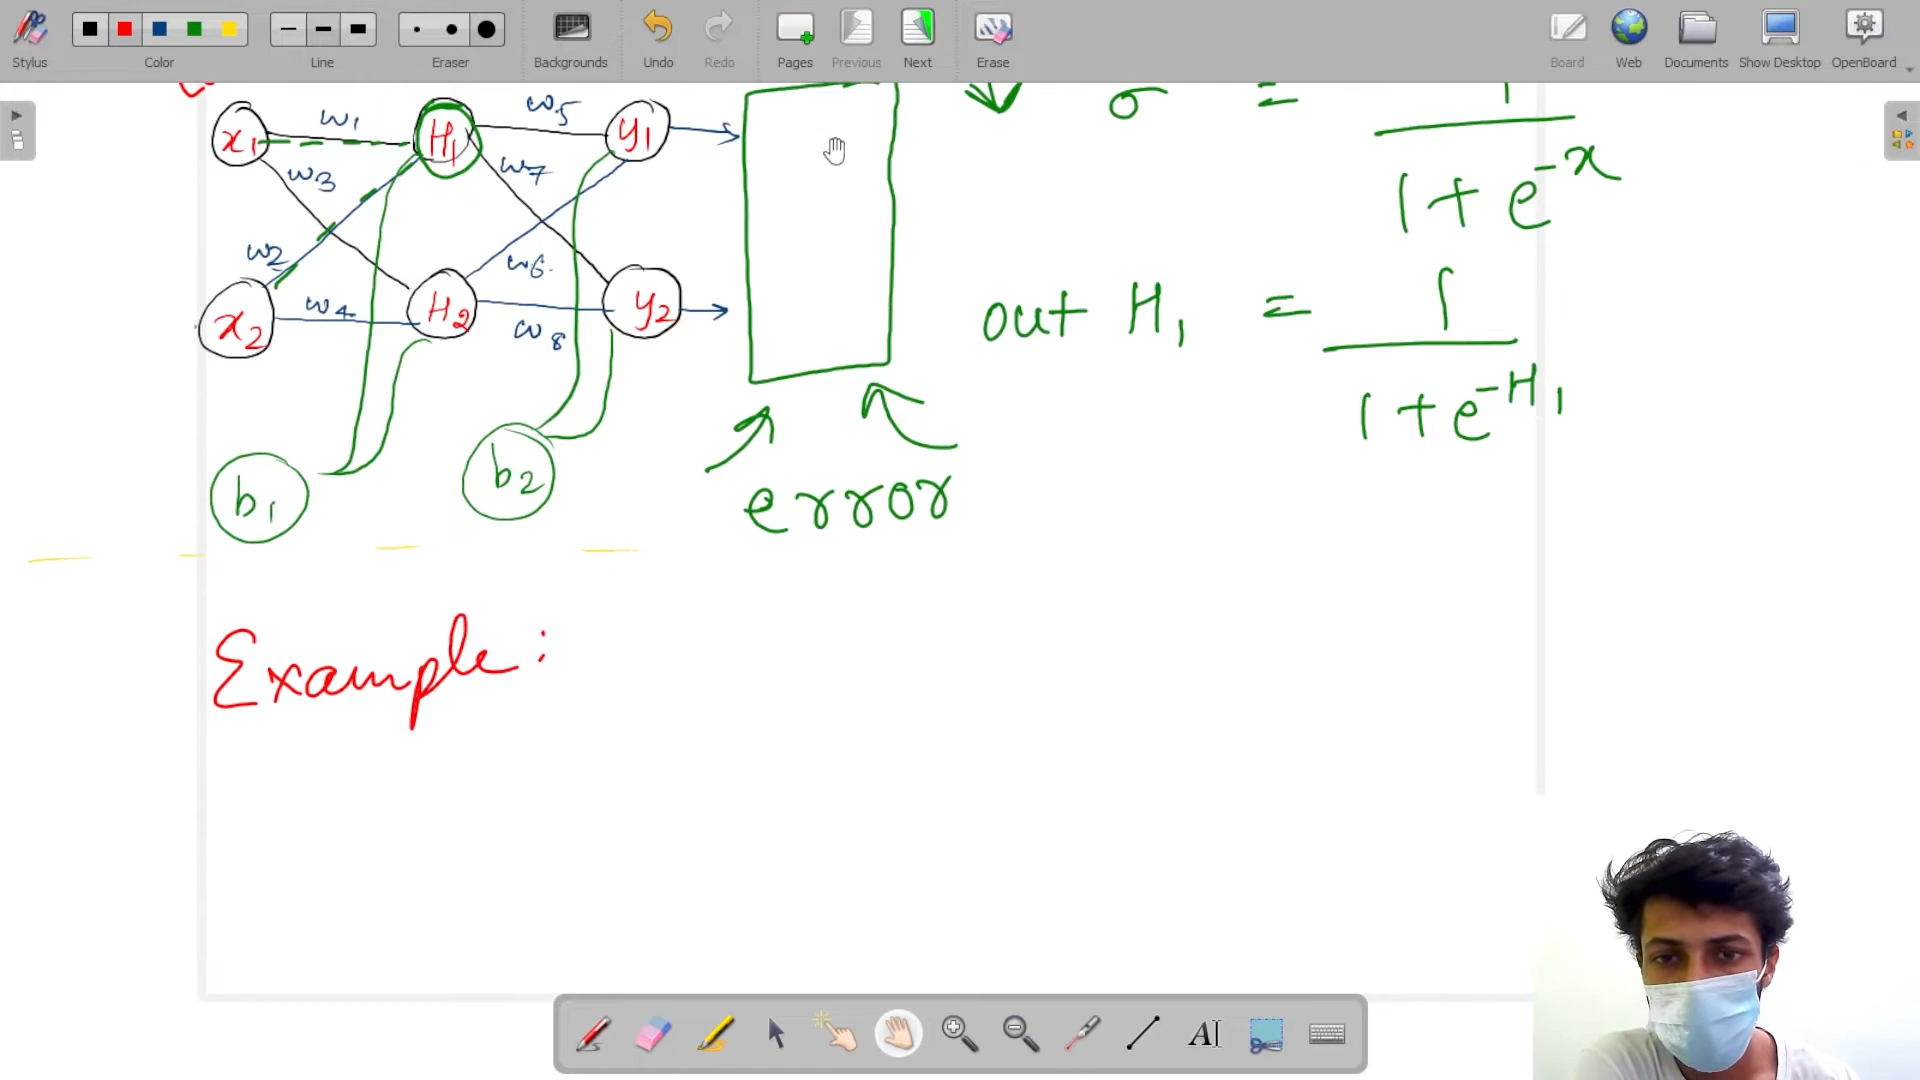 Stylus
Color
Line
Eraser
Backgrounds
Undo
Redo
Pages
Previous
Next
Erase
Board
Web
Documents
Show Desktop
OpenBoard
x1 w1 H1 w5 y1
w3 w7
w2 w6
x2 w4 H2 w8 y2
b1 b2
error
σ = 1 / 1 + e^-x
out H1 = 1 / 1 + e^-H1
Example: